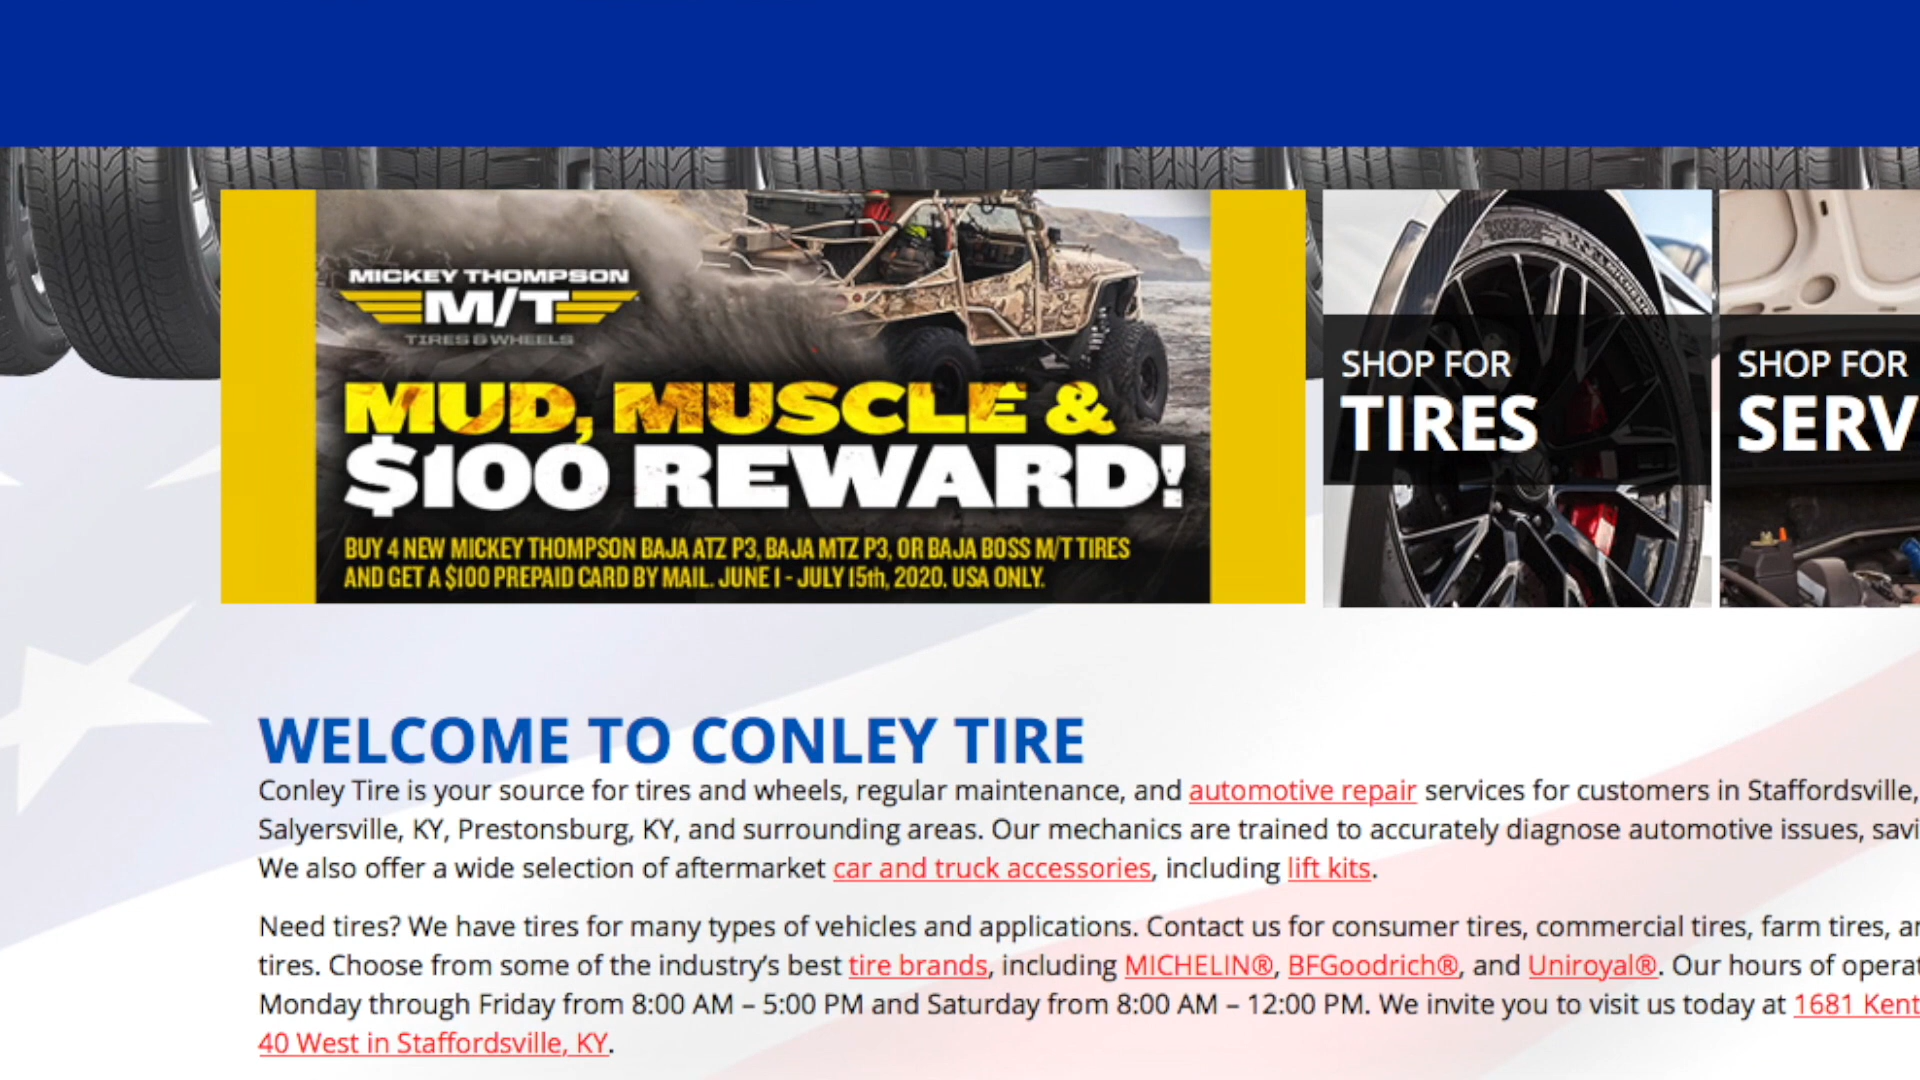 MICKEY THOMPSON
M/T
TIRES & WHEELS
MUD, MUSCLE &
$100 REWARD!
BUY 4 NEW MICKEY THOMPSON BAJA ATZ P3, BAJA MTZ P3, OR BAJA BOSS M/T TIRES
AND GET A $100 PREPAID CARD BY MAIL. JUNE 1 - JULY 15th, 2020. USA ONLY.
SHOP FOR
TIRES
SHOP FOR
SERV
WELCOME TO CONLEY TIRE
Conley Tire is your source for tires and wheels, regular maintenance, and automotive repair services for customers in Staffordsville,
Salyersville, KY, Prestonsburg, KY, and surrounding areas. Our mechanics are trained to accurately diagnose automotive issues, savi
We also offer a wide selection of aftermarket car and truck accessories, including lift kits.
Need tires? We have tires for many types of vehicles and applications. Contact us for consumer tires, commercial tires, farm tires, ar
tires. Choose from some of the industry’s best tire brands, including MICHELIN®, BFGoodrich®, and Uniroyal®. Our hours of operat
Monday through Friday from 8:00 AM – 5:00 PM and Saturday from 8:00 AM – 12:00 PM. We invite you to visit us today at 1681 Kent
40 West in Staffordsville, KY.